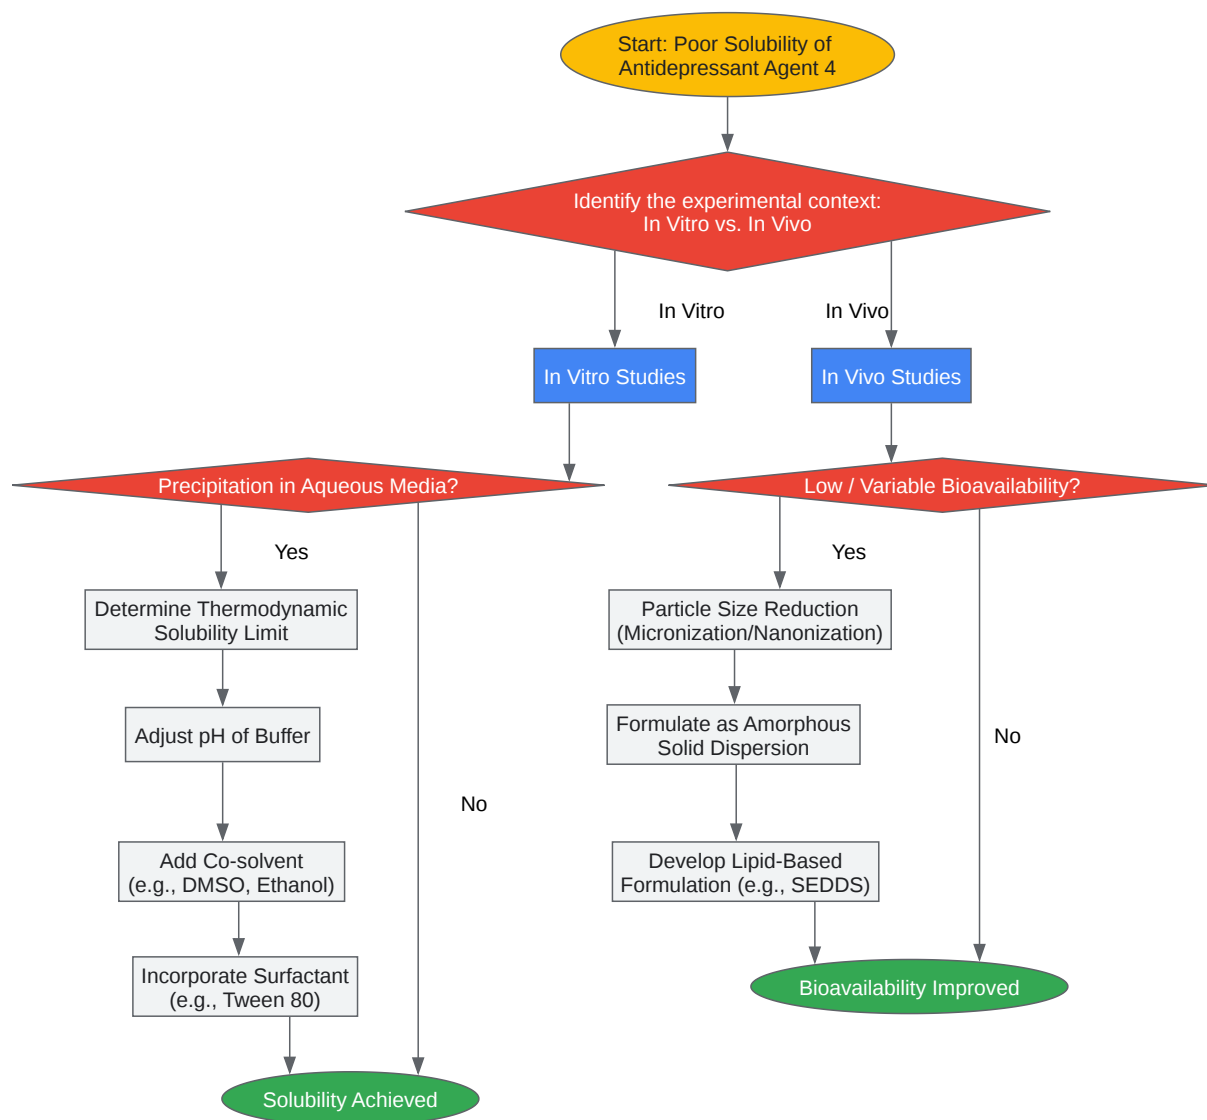 Start: Poor Solubility of
Antidepressant Agent 4
Identify the experimental context:
In Vitro vs. In Vivo
In Vitro
In Vivo
In Vitro Studies
In Vivo Studies
Precipitation in Aqueous Media?
Low / Variable Bioavailability?
Yes
Yes
Determine Thermodynamic
Solubility Limit
Particle Size Reduction
(Micronization/Nanonization)
Adjust pH of Buffer
Formulate as Amorphous
Solid Dispersion
No
No
Add Co-solvent
(e.g., DMSO, Ethanol)
Develop Lipid-Based
Formulation (e.g., SEDDS)
Incorporate Surfactant
(e.g., Tween 80)
Bioavailability Improved
Solubility Achieved